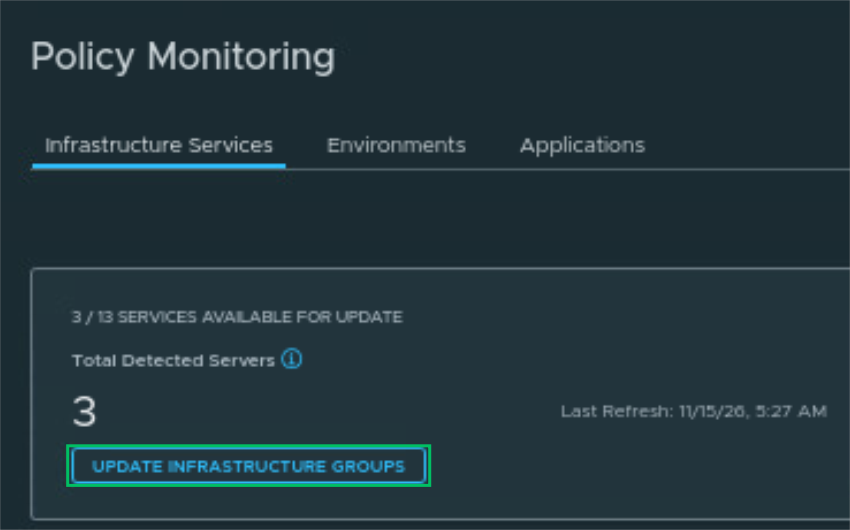 Policy Monitoring
Infrastructure Services Environments Applications
3 / 13 SERVICES AVAILABLE FOR UPDATE
Total Detected Servers
3
Last Refresh: 11/15/26, 5:27 AM
UPDATE INFRASTRUCTURE GROUPS